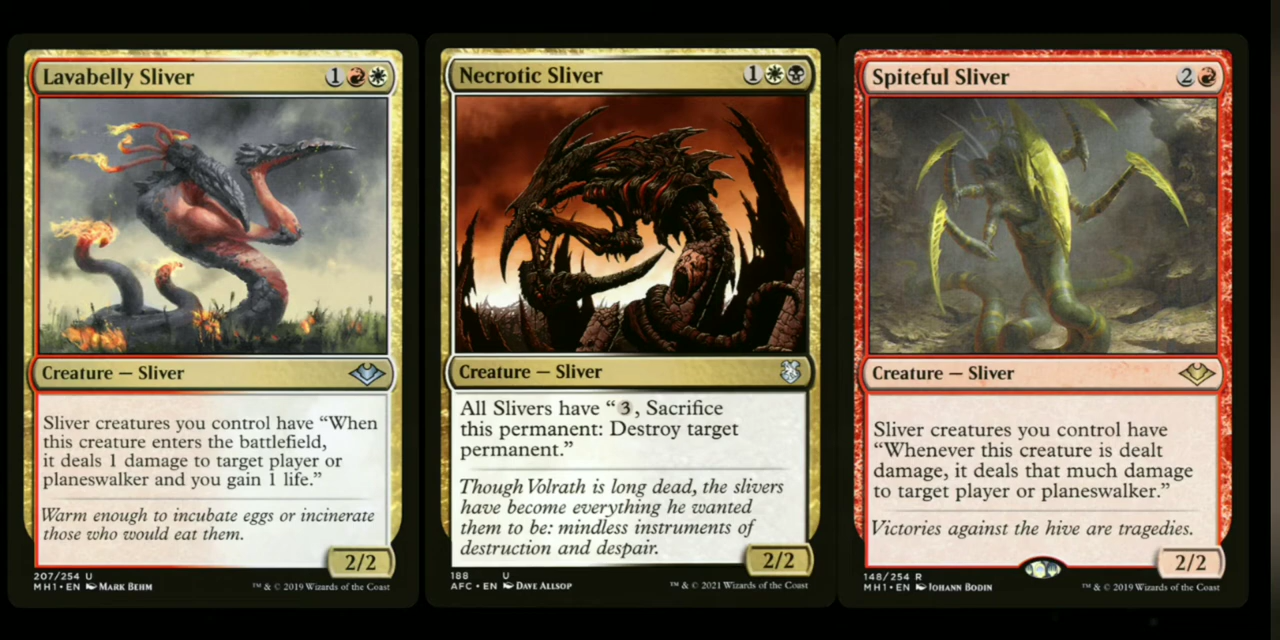 Lavabelly Sliver 1
Creature — Sliver
Sliver creatures you control have “When
this creature enters the battlefield,
it deals 1 damage to target player or
planeswalker and you gain 1 life.”
Warm enough to incubate eggs or incinerate
those who would eat them.
2/2
207/254 U
MH1 • EN Mark Behm
™ & © 2019 Wizards of the Coast
Necrotic Sliver 1
Creature — Sliver
All Slivers have “3, Sacrifice
this permanent: Destroy target
permanent.”
Though Volrath is long dead, the slivers
have become everything he wanted
them to be: mindless instruments of
destruction and despair.
2/2
188 U
AFC • EN Dave Allsop
™ & © 2021 Wizards of the Coast
Spiteful Sliver 2
Creature — Sliver
Sliver creatures you control have
“Whenever this creature is dealt
damage, it deals that much damage
to target player or planeswalker.”
Victories against the hive are tragedies.
2/2
148/254 R
MH1 • EN Johann Bodin
™ & © 2019 Wizards of the Coast